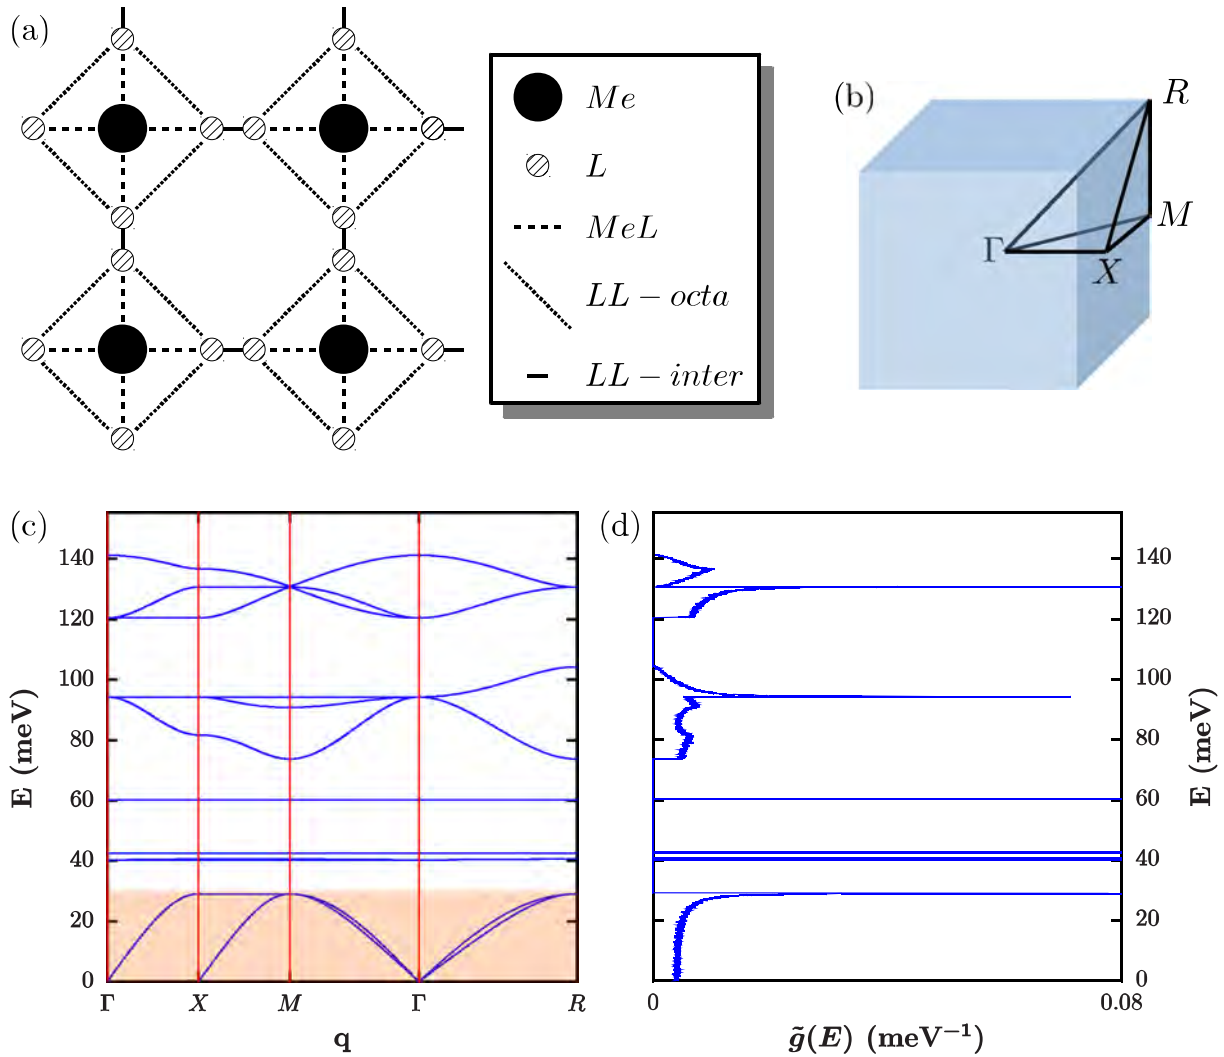 (a)
Me
L
MeL
LL – octa
LL – inter
(b)
R
M
Γ
X
(c)
E (meV)
140
120
100
80
60
40
20
0
Γ X M Γ R
q
(d)
140
120
100
80
60
40
20
0
E (meV)
0 0.08
g̃(E) (meV⁻¹)